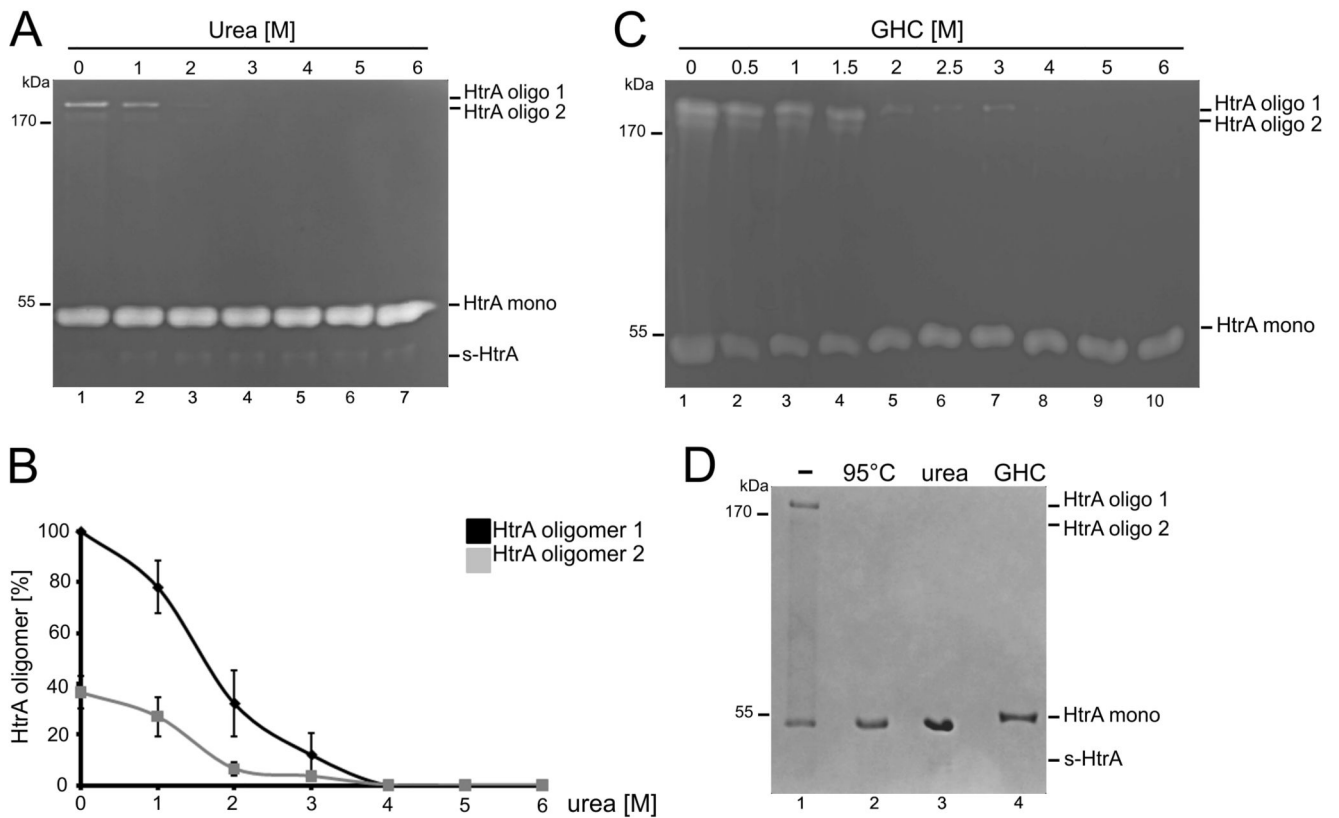 A
Urea [M]
0 1 2 3 4 5 6
kDa
HtrA oligo 1
HtrA oligo 2
170
55
HtrA mono
s-HtrA
1 2 3 4 5 6 7
C
GHC [M]
0 0.5 1 1.5 2 2.5 3 4 5 6
kDa
HtrA oligo 1
170
HtrA oligo 2
HtrA mono
55
1 2 3 4 5 6 7 8 9 10
B
100
80
60
40
20
0
HtrA oligomer [%]
HtrA oligomer 1
HtrA oligomer 2
0 1 2 3 4 5 6 urea [M]
D
– 95°C urea GHC
kDa
HtrA oligo 1
170
HtrA oligo 2
55
HtrA mono
s-HtrA
1 2 3 4